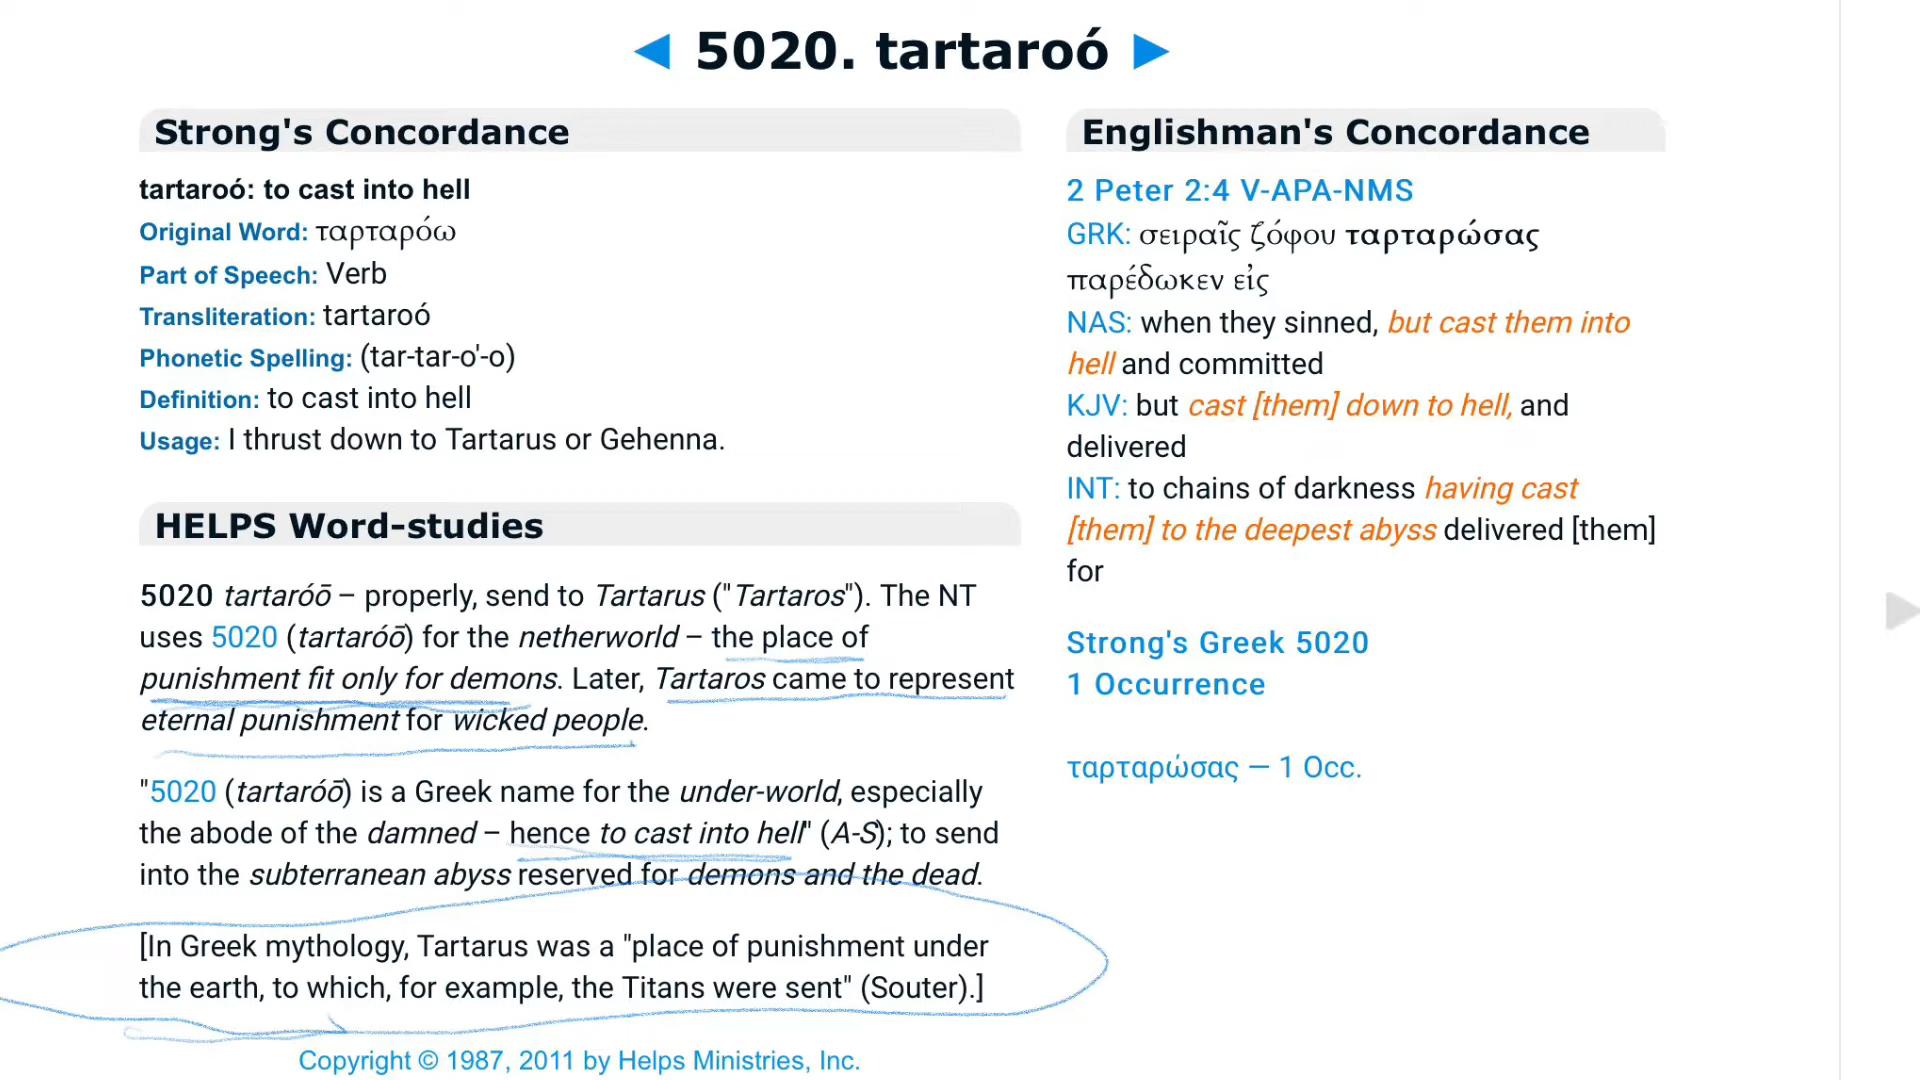 ◄ 5020. tartaroó ►
Strong's Concordance
tartaroó: to cast into hell
Original Word: ταρταρόω
Part of Speech: Verb
Transliteration: tartaroó
Phonetic Spelling: (tar-tar-o'-o)
Definition: to cast into hell
Usage: I thrust down to Tartarus or Gehenna.
HELPS Word-studies
5020 tartaróō – properly, send to Tartarus ("Tartaros"). The NT
uses 5020 (tartaróō) for the netherworld – the place of
punishment fit only for demons. Later, Tartaros came to represent
eternal punishment for wicked people.
"5020 (tartaróō) is a Greek name for the under-world, especially
the abode of the damned – hence to cast into hell" (A-S); to send
into the subterranean abyss reserved for demons and the dead.
[In Greek mythology, Tartarus was a "place of punishment under
the earth, to which, for example, the Titans were sent" (Souter).]
Copyright © 1987, 2011 by Helps Ministries, Inc.
Englishman's Concordance
2 Peter 2:4 V-APA-NMS
GRK: σειραῖς ζόφου ταρταρώσας
παρέδωκεν εἰς
NAS: when they sinned, but cast them into
hell and committed
KJV: but cast [them] down to hell, and
delivered
INT: to chains of darkness having cast
[them] to the deepest abyss delivered [them]
for
Strong's Greek 5020
1 Occurrence
ταρταρώσας — 1 Occ.